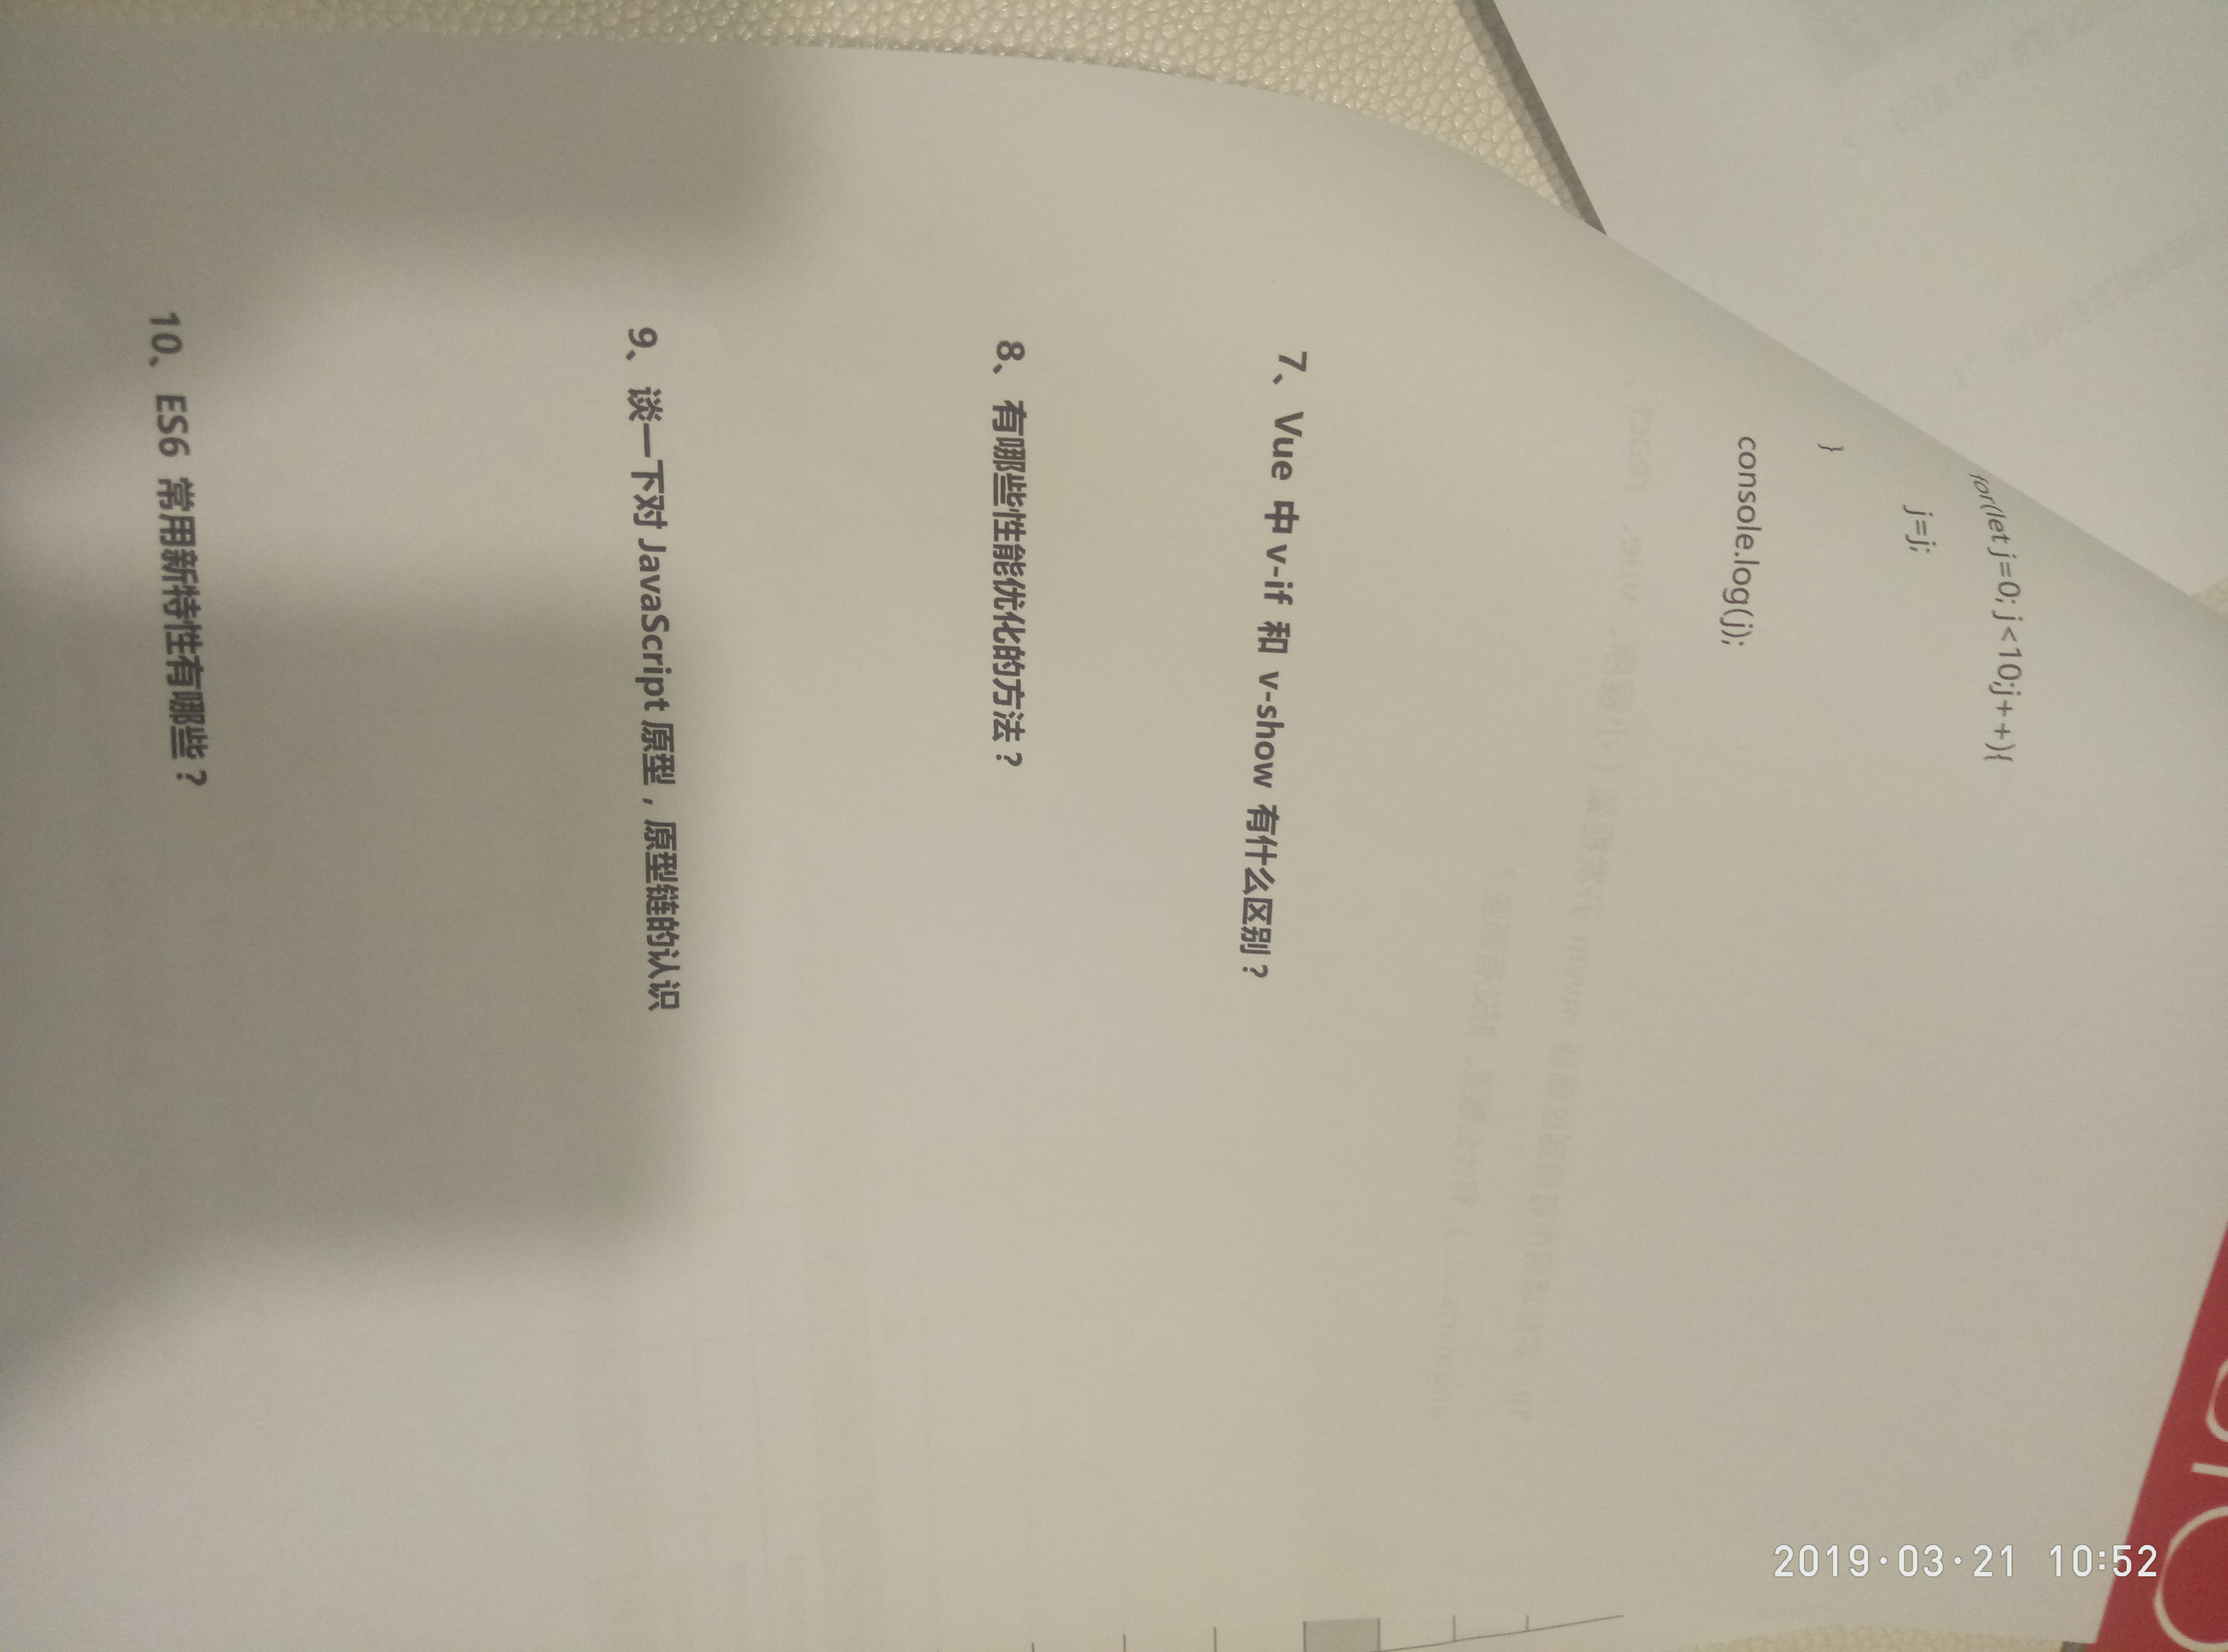 for(let j=0; j<10;j++){
j=j;
}
console.log(j);
7、Vue 中 v-if 和 v-show 有什么区别？
8、有哪些性能优化的方法？
9、谈一下对 JavaScript 原型，原型链的认识
10、ES6 常用新特性有哪些？
2019·03·21 10:52